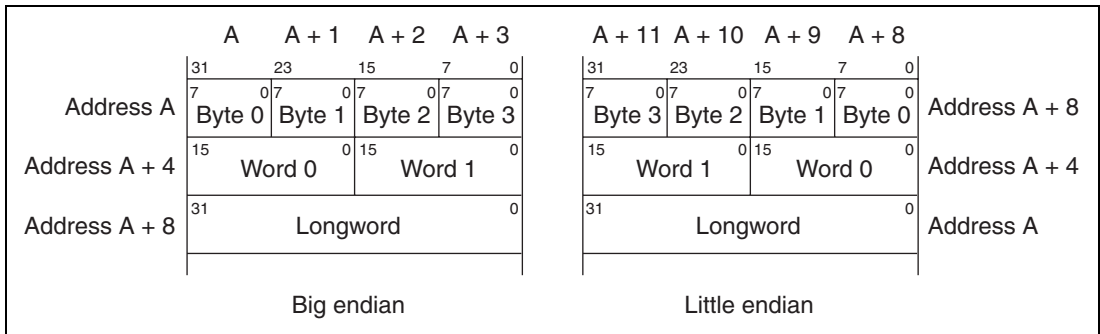 A A + 1 A + 2 A + 3 A + 11 A + 10 A + 9 A + 8
31 23 15 7 0 31 23 15 7 0
7 0 7 0 7 0 7 0 7 0 7 0 7 0 7 0
Address A Byte 0 Byte 1 Byte 2 Byte 3 Byte 3 Byte 2 Byte 1 Byte 0 Address A + 8
15 0 15 0 15 0 15 0
Address A + 4 Word 0 Word 1 Word 1 Word 0 Address A + 4
31 0 31 0
Address A + 8 Longword Longword Address A
Big endian Little endian